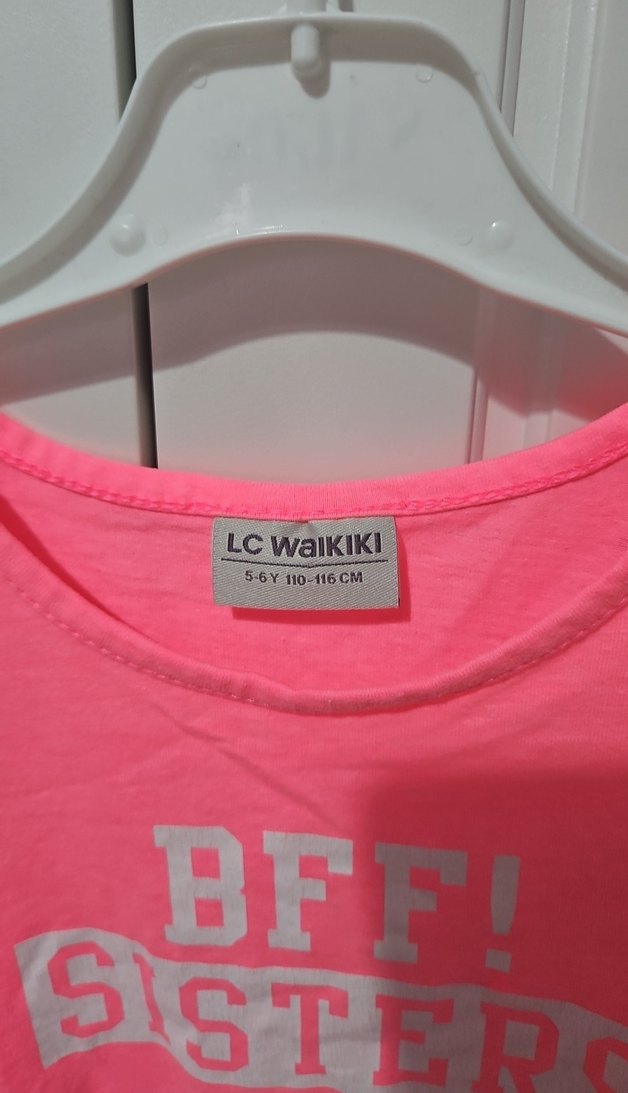 LC WaIKIKI
5-6 Y 110-116 CM
BFF!
SISTERS